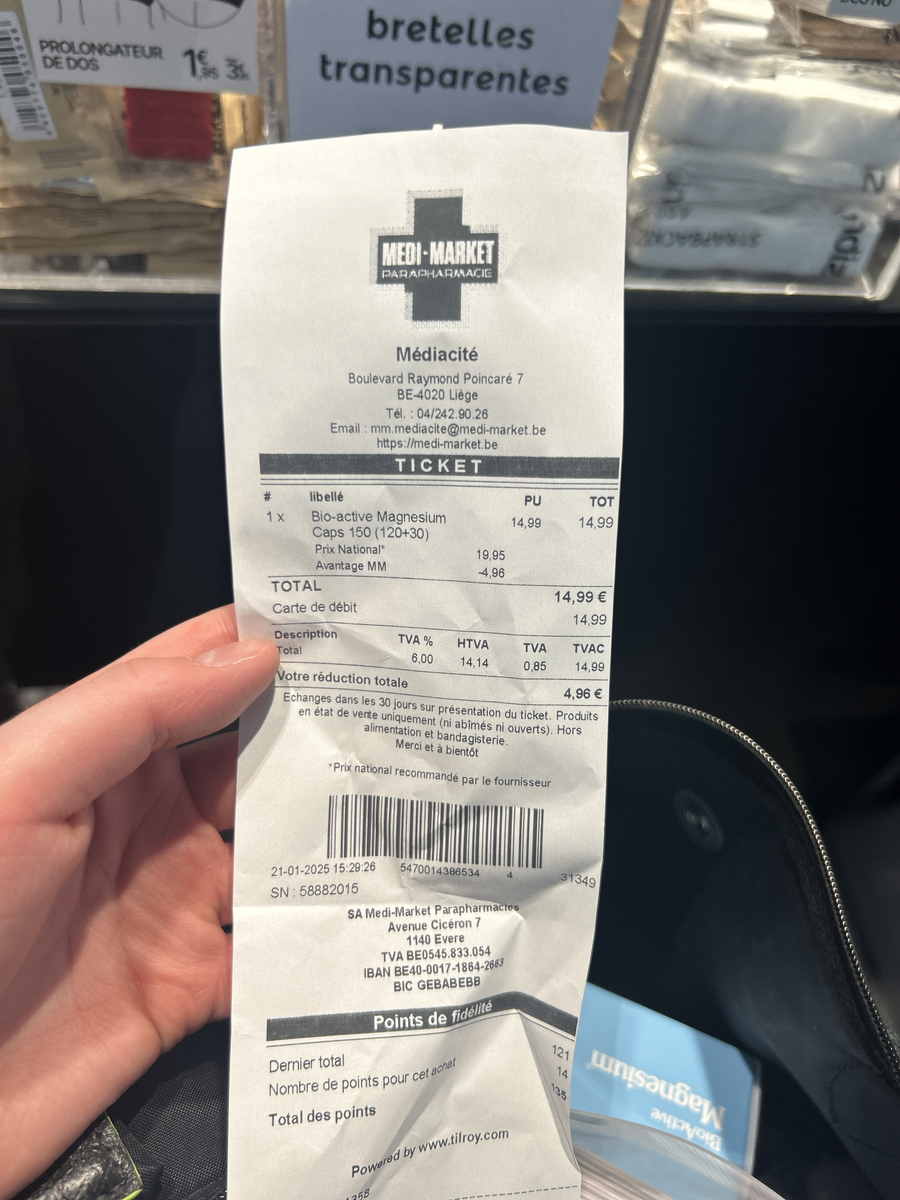 PROLONGATEUR
DE DOS
1€,95
bretelles
transparentes
MEDI-MARKET
PARAPHARMACIE
Médiacité
Boulevard Raymond Poincaré 7
BE-4020 Liège
Tél. : 04/242.90.26
Email : mm.mediacite@medi-market.be
https://medi-market.be
TICKET
# libellé PU TOT
1 x Bio-active Magnesium 14,99 14,99
Caps 150 (120+30)
Prix National* 19,95
Avantage MM -4,96
TOTAL 14,99 €
Carte de débit 14,99
Description TVA % HTVA TVA TVAC
Total 6,00 14,14 0,85 14,99
Votre réduction totale 4,96 €
Echanges dans les 30 jours sur présentation du ticket. Produits
en état de vente uniquement (ni abîmés ni ouverts). Hors
alimentation et bandagisterie.
Merci et à bientôt
*Prix national recommandé par le fournisseur
21-01-2025 15:29:26 5470014386534 4 31349
SN : 58882015
SA Medi-Market Parapharmacies
Avenue Cicéron 7
1140 Evere
TVA BE0545.833.054
IBAN BE40-0017-1864-2663
BIC GEBABEBB
Points de fidélité
Dernier total 121
Nombre de points pour cet achat 14
Total des points 135
Powered by www.tilroy.com
1358
BioActive
Magnesium
STRAPBACKZ